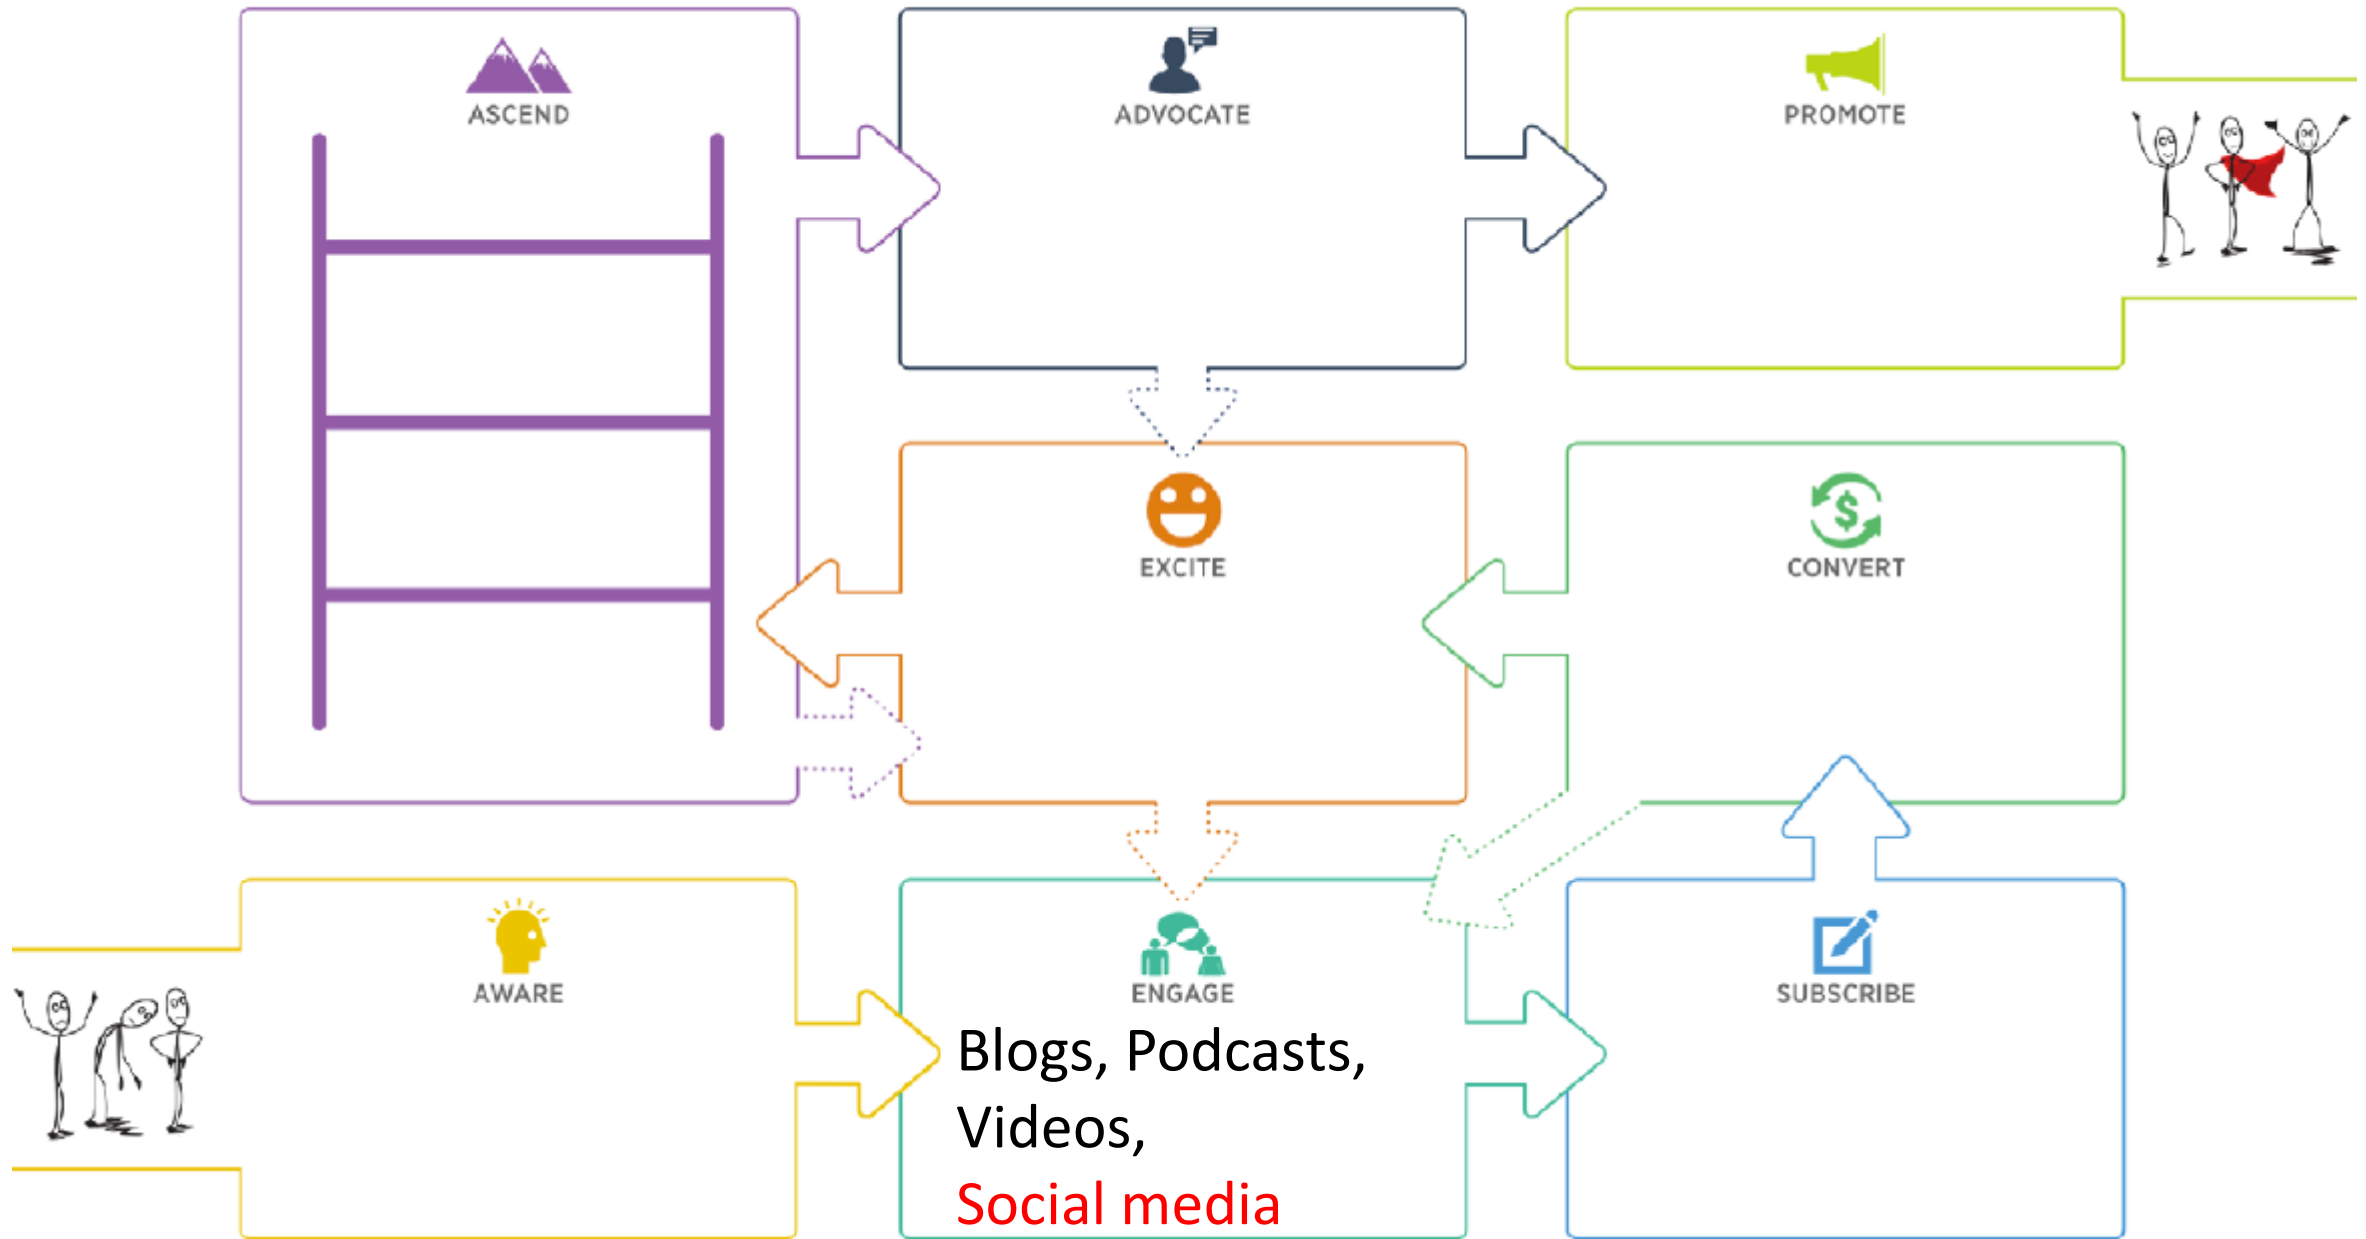 ASCEND
ADVOCATE
PROMOTE
EXCITE
$
CONVERT
AWARE
ENGAGE
Blogs, Podcasts,
Videos,
Social media
SUBSCRIBE